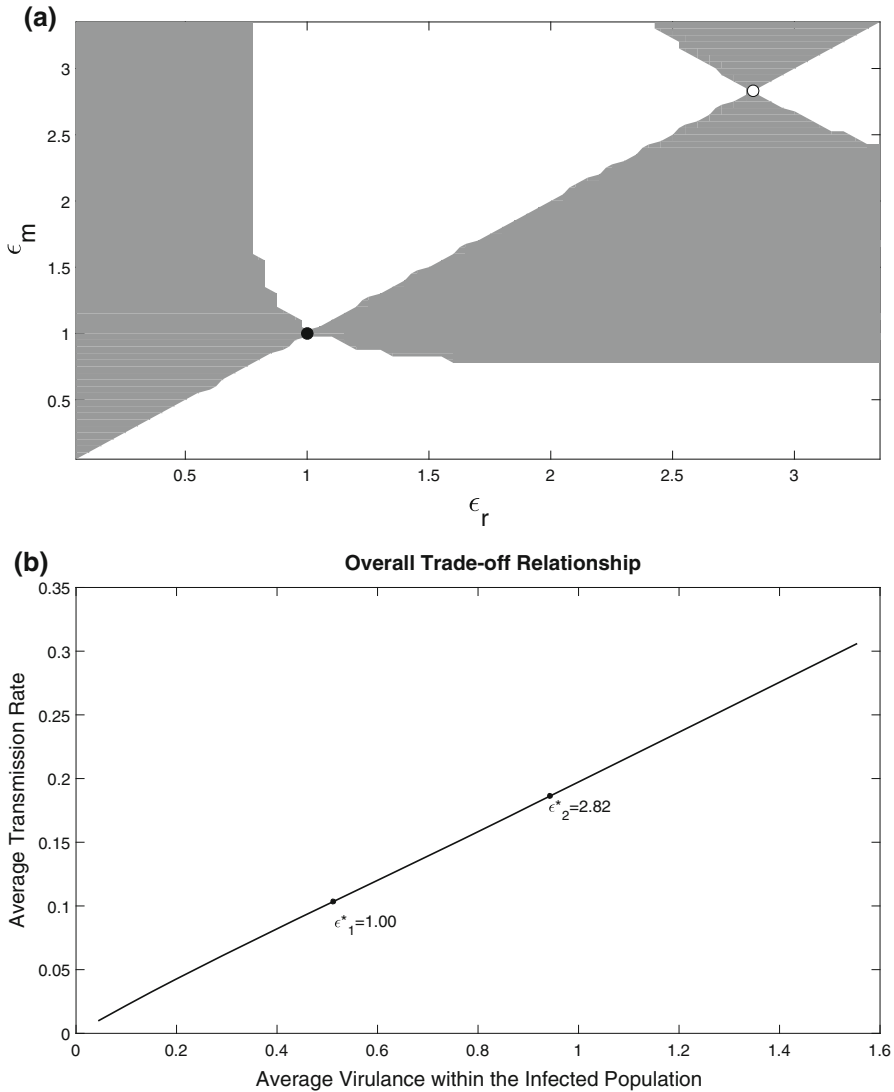 (a)
3
2.5
2
1.5
1
0.5
ϵm
0.5 1 1.5 2 2.5 3
ϵr
(b)
Overall Trade-off Relationship
0.35
0.3
0.25
0.2
0.15
0.1
0.05
0
Average Transmission Rate
ϵ*2=2.82
ϵ*1=1.00
0 0.2 0.4 0.6 0.8 1 1.2 1.4 1.6
Average Virulance within the Infected Population